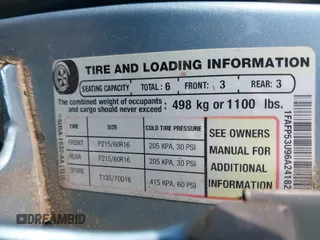 TIRE AND LOADING INFORMATION
SEATING CAPACITY TOTAL: 6 FRONT: 3 REAR: 3
The combined weight of occupants and cargo should never exceed: 498 kg or 1100 lbs.
TIRE SIZE COLD TIRE PRESSURE
FRONT P215/60R16 205 KPA, 30 PSI
REAR P215/60R16 205 KPA, 30 PSI
SPARE T135/70D16 415 KPA, 60 PSI
SEE OWNERS
MANUAL FOR
ADDITIONAL
INFORMATION
1FAFP53U96A24182
DREAMBID